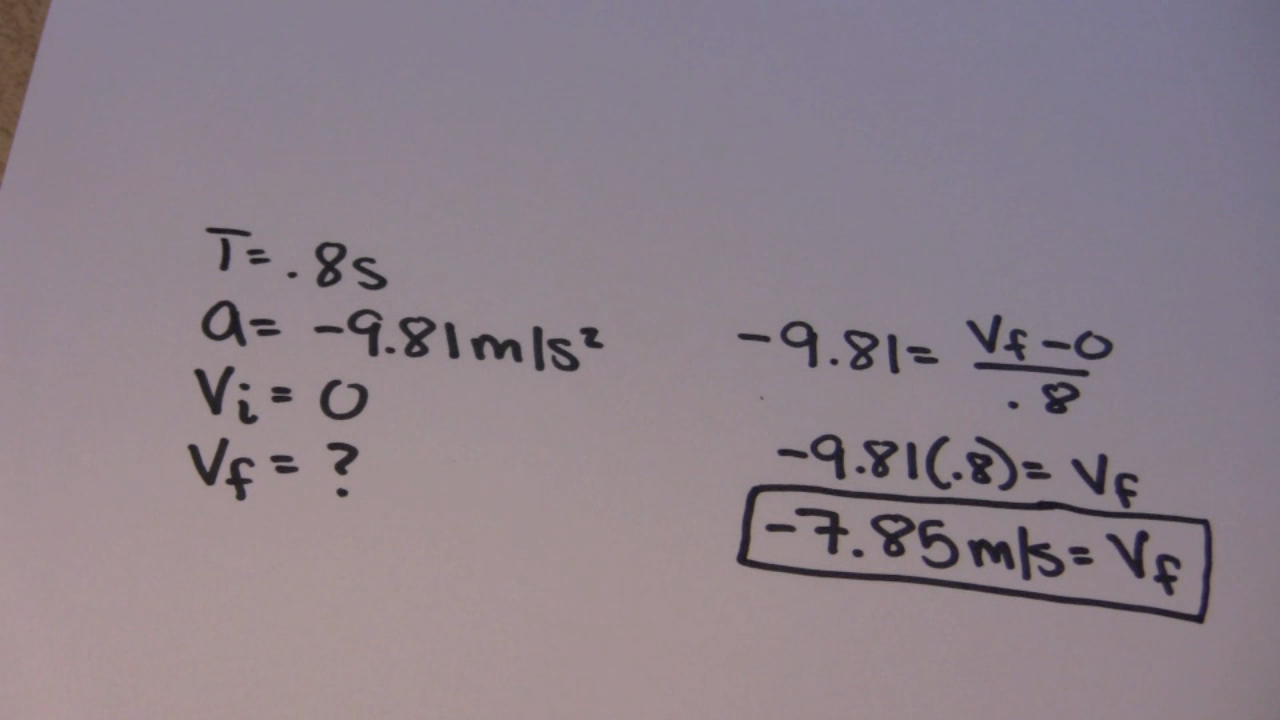 T= .8s
a= -9.81m/s²
Vi= 0
Vf= ?
-9.81= Vf-0/.8
-9.81(.8)= Vf
-7.85m/s= Vf